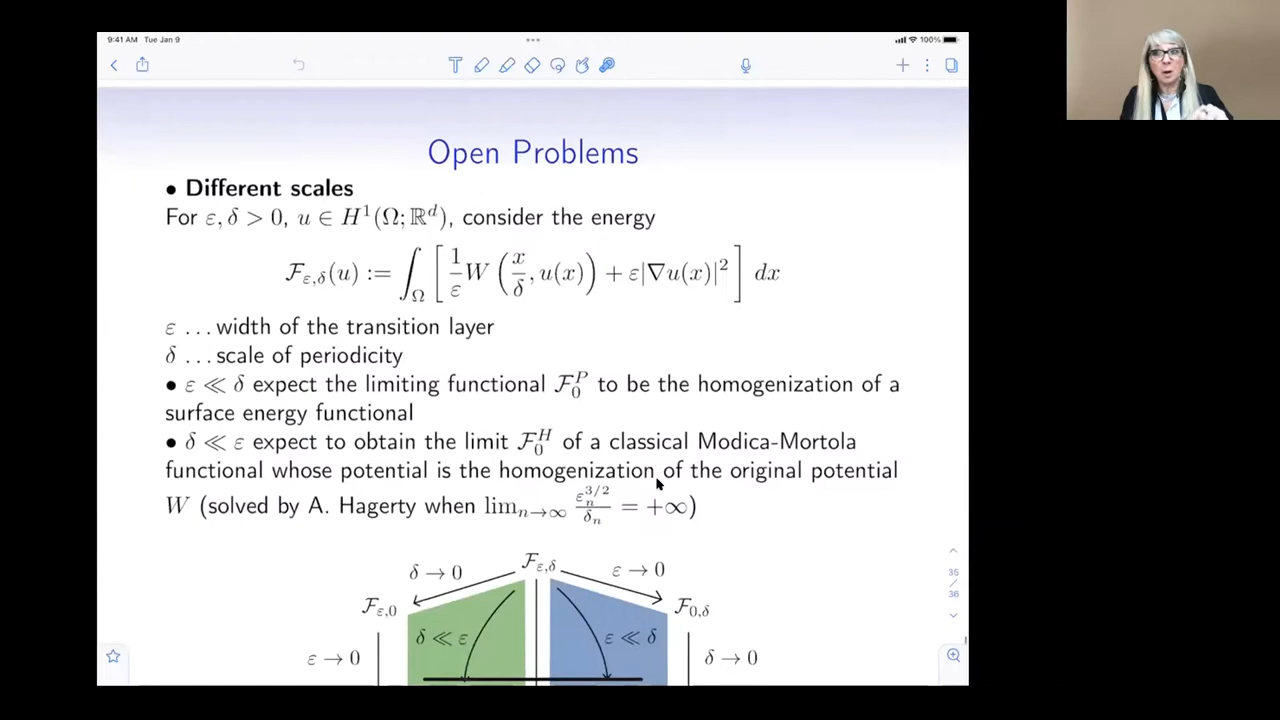 9:41 AM Tue Jan 9
100%
Open Problems
• Different scales
For ε, δ > 0, u ∈ H¹(Ω; ℝᵈ), consider the energy
ℱ_{ε,δ}(u) := ∫_Ω [ 1/ε W ( x/δ , u(x) ) + ε|∇u(x)|² ] dx
ε ... width of the transition layer
δ ... scale of periodicity
• ε ≪ δ expect the limiting functional ℱ₀ᴾ to be the homogenization of a
surface energy functional
• δ ≪ ε expect to obtain the limit ℱ₀ᴴ of a classical Modica-Mortola
functional whose potential is the homogenization of the original potential
W (solved by A. Hagerty when lim_{n→∞} ε_n^{3/2}/δ_n = +∞)
ℱ_{ε,δ}
δ → 0
ε → 0
ℱ_{ε,0}
ℱ_{0,δ}
δ ≪ ε
ε ≪ δ
ε → 0
δ → 0
35
/
36